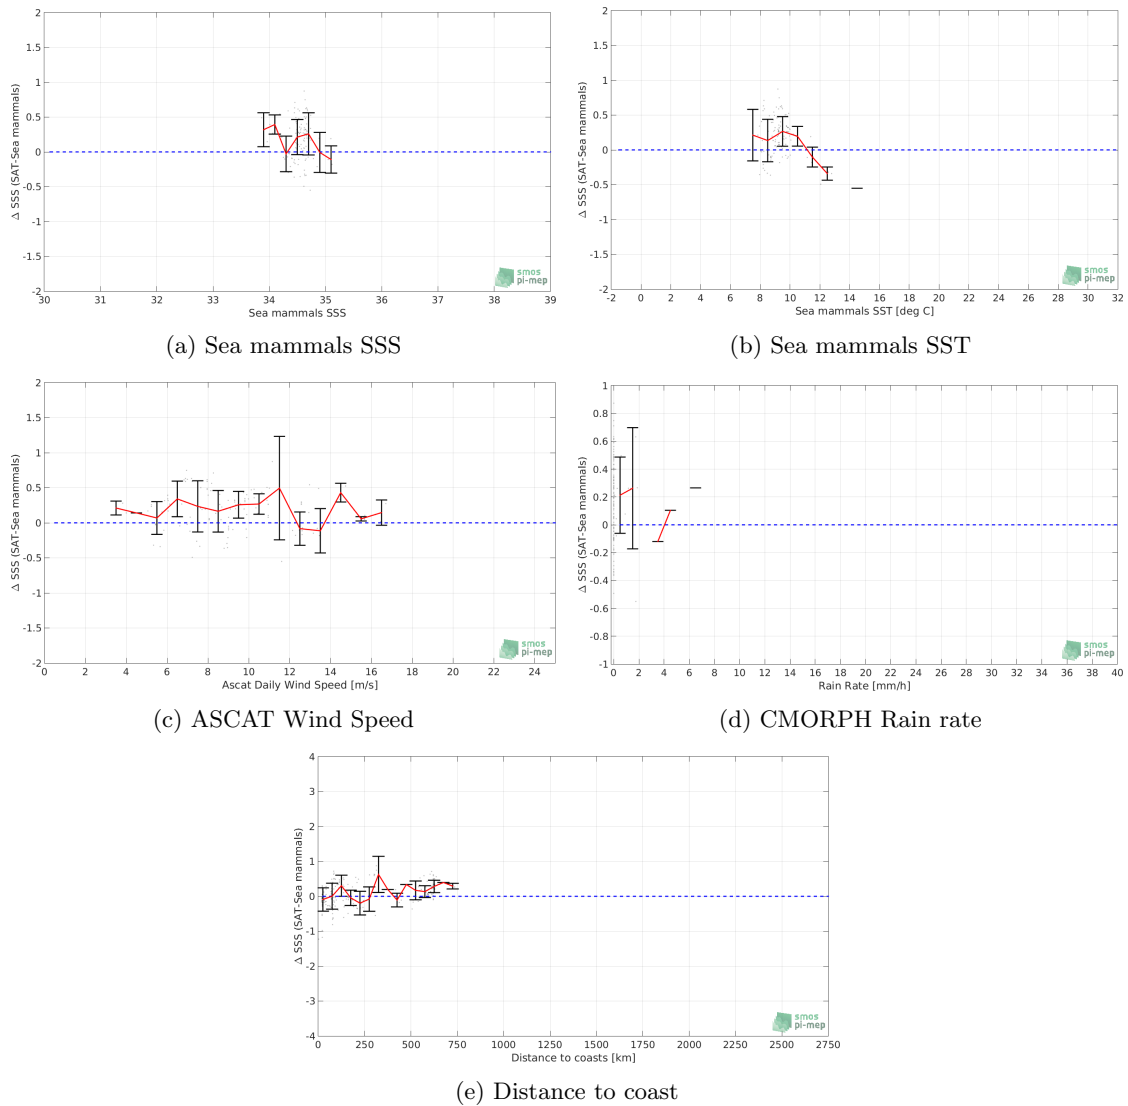 2
1.5
1
0.5
0
-0.5
-1
-1.5
-2
Δ SSS (SAT-Sea mammals)
30 31 32 33 34 35 36 37 38 39
Sea mammals SSS
smos
pi-mep
(a) Sea mammals SSS
2
1.5
1
0.5
0
-0.5
-1
-1.5
-2
Δ SSS (SAT-Sea mammals)
-2 0 2 4 6 8 10 12 14 16 18 20 22 24 26 28 30 32
Sea mammals SST [deg C]
smos
pi-mep
(b) Sea mammals SST
2
1.5
1
0.5
0
-0.5
-1
-1.5
-2
Δ SSS (SAT-Sea mammals)
0 2 4 6 8 10 12 14 16 18 20 22 24
Ascat Daily Wind Speed [m/s]
smos
pi-mep
(c) ASCAT Wind Speed
1
0.8
0.6
0.4
0.2
0
-0.2
-0.4
-0.6
-0.8
-1
Δ SSS (SAT-Sea mammals)
0 2 4 6 8 10 12 14 16 18 20 22 24 26 28 30 32 34 36 38 40
Rain Rate [mm/h]
smos
pi-mep
(d) CMORPH Rain rate
4
3
2
1
0
-1
-2
-3
-4
Δ SSS (SAT-Sea mammals)
0 250 500 750 1000 1250 1500 1750 2000 2250 2500 2750
Distance to coasts [km]
smos
pi-mep
(e) Distance to coast